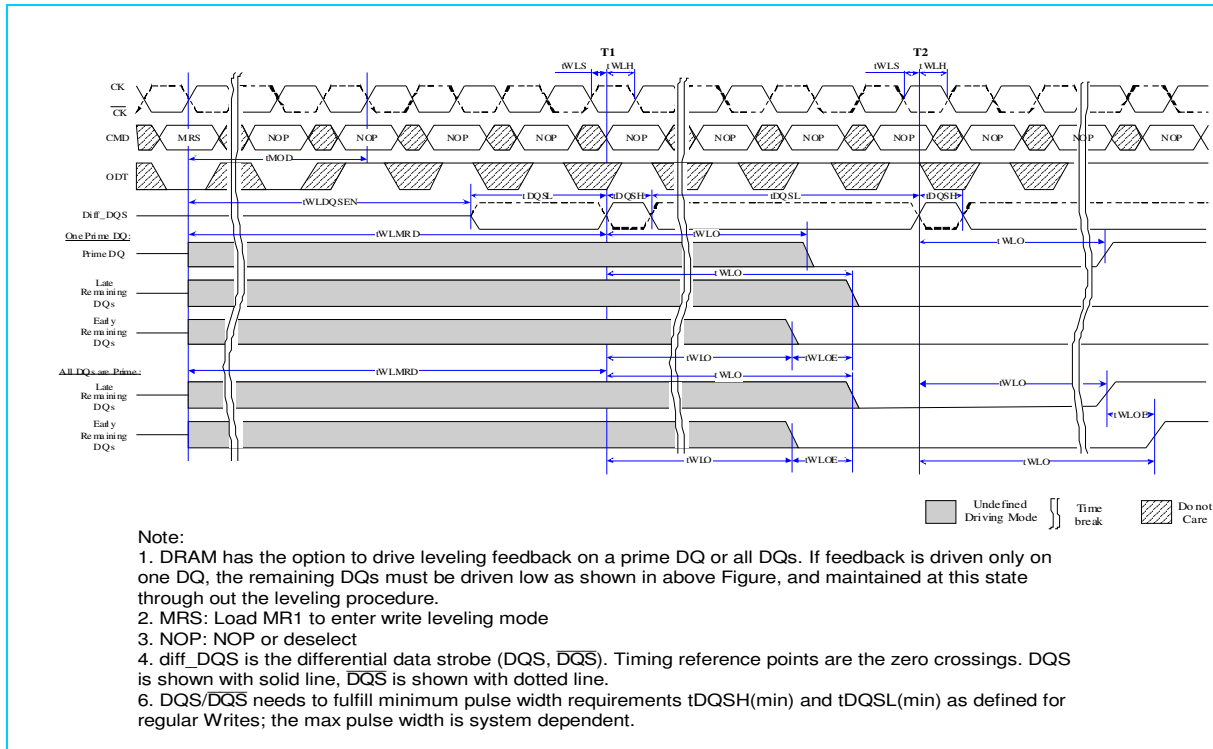 T1 T2
tWLS tWLH tWLS tWLH
CK
CK
CMD MRS NOP NOP NOP NOP NOP NOP NOP NOP NOP NOP
tMOD
ODT
tDQSL tDQSH tDQSL tDQSH
tWLDQSEN
Diff_DQS
tWLMRD tWLO tWLO
One Prime DQ:
Prime DQ
tWLO
Late
Remaining
DQs
Early
Remaining
DQs
tWLO tWLOE
All DQs are Prime:
tWLMRD tWLO tWLO
Late
Remaining
DQs
tWLOE
Early
Remaining
DQs
tWLO tWLOE tWLO
Undefined
Driving Mode
Time
break
Do not
Care
Note:
1. DRAM has the option to drive leveling feedback on a prime DQ or all DQs. If feedback is driven only on
one DQ, the remaining DQs must be driven low as shown in above Figure, and maintained at this state
through out the leveling procedure.
2. MRS: Load MR1 to enter write leveling mode
3. NOP: NOP or deselect
4. diff_DQS is the differential data strobe (DQS, DQS). Timing reference points are the zero crossings. DQS
is shown with solid line, DQS is shown with dotted line.
6. DQS/DQS needs to fulfill minimum pulse width requirements tDQSH(min) and tDQSL(min) as defined for
regular Writes; the max pulse width is system dependent.